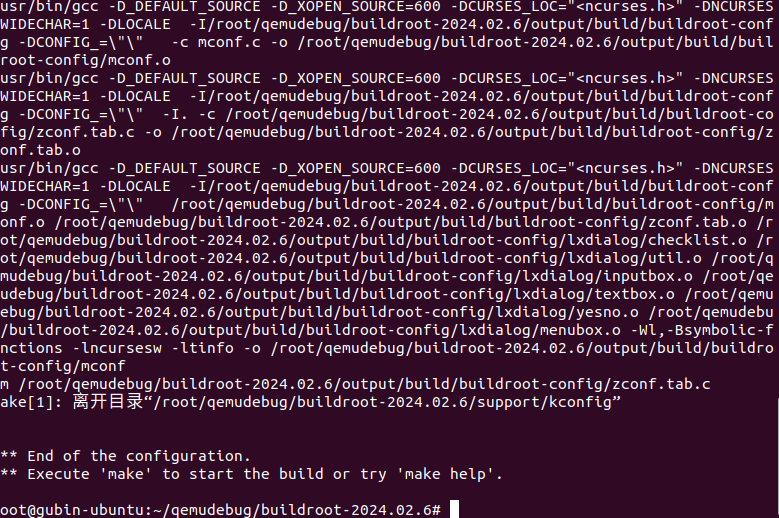 usr/bin/gcc -D_DEFAULT_SOURCE -D_XOPEN_SOURCE=600 -DCURSES_LOC="<ncurses.h>" -DNCURSES
WIDECHAR=1 -DLOCALE  -I/root/qemudebug/buildroot-2024.02.6/output/build/buildroot-conf
g -DCONFIG_=\"\"   -c mconf.c -o /root/qemudebug/buildroot-2024.02.6/output/build/buil
root-config/mconf.o
usr/bin/gcc -D_DEFAULT_SOURCE -D_XOPEN_SOURCE=600 -DCURSES_LOC="<ncurses.h>" -DNCURSES
WIDECHAR=1 -DLOCALE  -I/root/qemudebug/buildroot-2024.02.6/output/build/buildroot-conf
g -DCONFIG_=\"\"  -I. -c /root/qemudebug/buildroot-2024.02.6/output/build/buildroot-co
fig/zconf.tab.c -o /root/qemudebug/buildroot-2024.02.6/output/build/buildroot-config/z
onf.tab.o
usr/bin/gcc -D_DEFAULT_SOURCE -D_XOPEN_SOURCE=600 -DCURSES_LOC="<ncurses.h>" -DNCURSES
WIDECHAR=1 -DLOCALE  -I/root/qemudebug/buildroot-2024.02.6/output/build/buildroot-conf
g -DCONFIG_=\"\"   /root/qemudebug/buildroot-2024.02.6/output/build/buildroot-config/m
onf.o /root/qemudebug/buildroot-2024.02.6/output/build/buildroot-config/zconf.tab.o /r
ot/qemudebug/buildroot-2024.02.6/output/build/buildroot-config/lxdialog/checklist.o /r
ot/qemudebug/buildroot-2024.02.6/output/build/buildroot-config/lxdialog/util.o /root/q
mudebug/buildroot-2024.02.6/output/build/buildroot-config/lxdialog/inputbox.o /root/qe
udebug/buildroot-2024.02.6/output/build/buildroot-config/lxdialog/textbox.o /root/qemu
ebug/buildroot-2024.02.6/output/build/buildroot-config/lxdialog/yesno.o /root/qemudebu
/buildroot-2024.02.6/output/build/buildroot-config/lxdialog/menubox.o -Wl,-Bsymbolic-f
nctions -lncursesw -ltinfo -o /root/qemudebug/buildroot-2024.02.6/output/build/buildro
t-config/mconf
m /root/qemudebug/buildroot-2024.02.6/output/build/buildroot-config/zconf.tab.c
ake[1]: 离开目录“/root/qemudebug/buildroot-2024.02.6/support/kconfig”
** End of the configuration.
** Execute 'make' to start the build or try 'make help'.
oot@gubin-ubuntu:~/qemudebug/buildroot-2024.02.6#